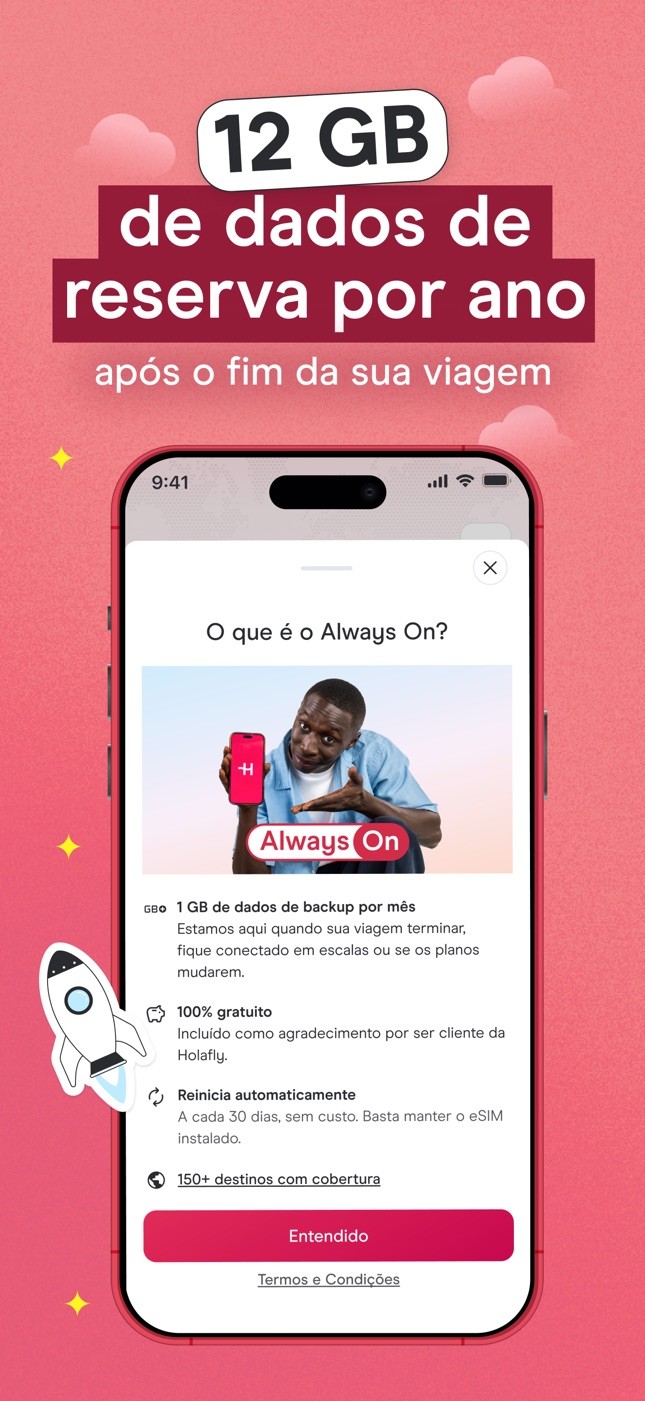 12 GB
de dados de
reserva por ano
após o fim da sua viagem
9:41
O que é o Always On?
H
Always On
GB
1 GB de dados de backup por mês
Estamos aqui quando sua viagem terminar,
fique conectado em escalas ou se os planos
mudarem.
100% gratuito
Incluído como agradecimento por ser cliente da
Holafly.
Reinicia automaticamente
A cada 30 dias, sem custo. Basta manter o eSIM
instalado.
150+ destinos com cobertura
Entendido
Termos e Condições